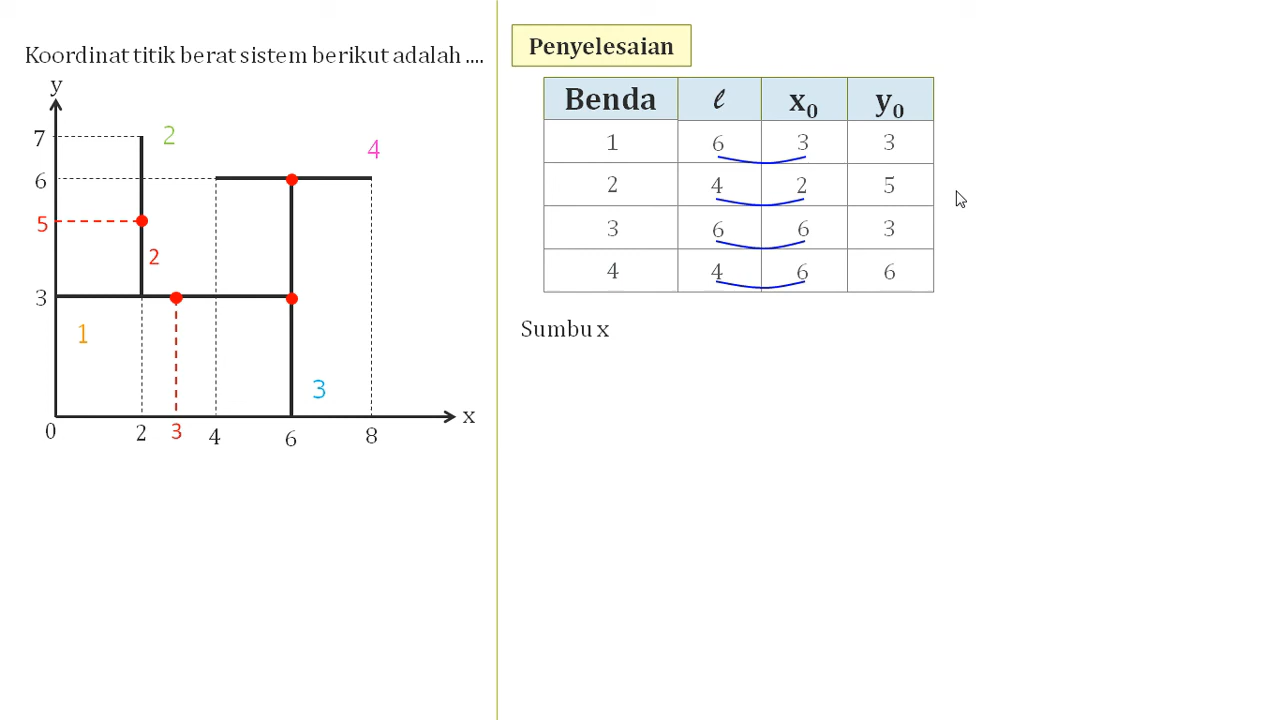 Koordinat titik berat sistem berikut adalah ....
y
7
2
4
6
5
2
3
1
3
x
0
2
3
4
6
8
Penyelesaian
Benda ℓ x₀ y₀
1 6 3 3
2 4 2 5
3 6 6 3
4 4 6 6
Sumbu x